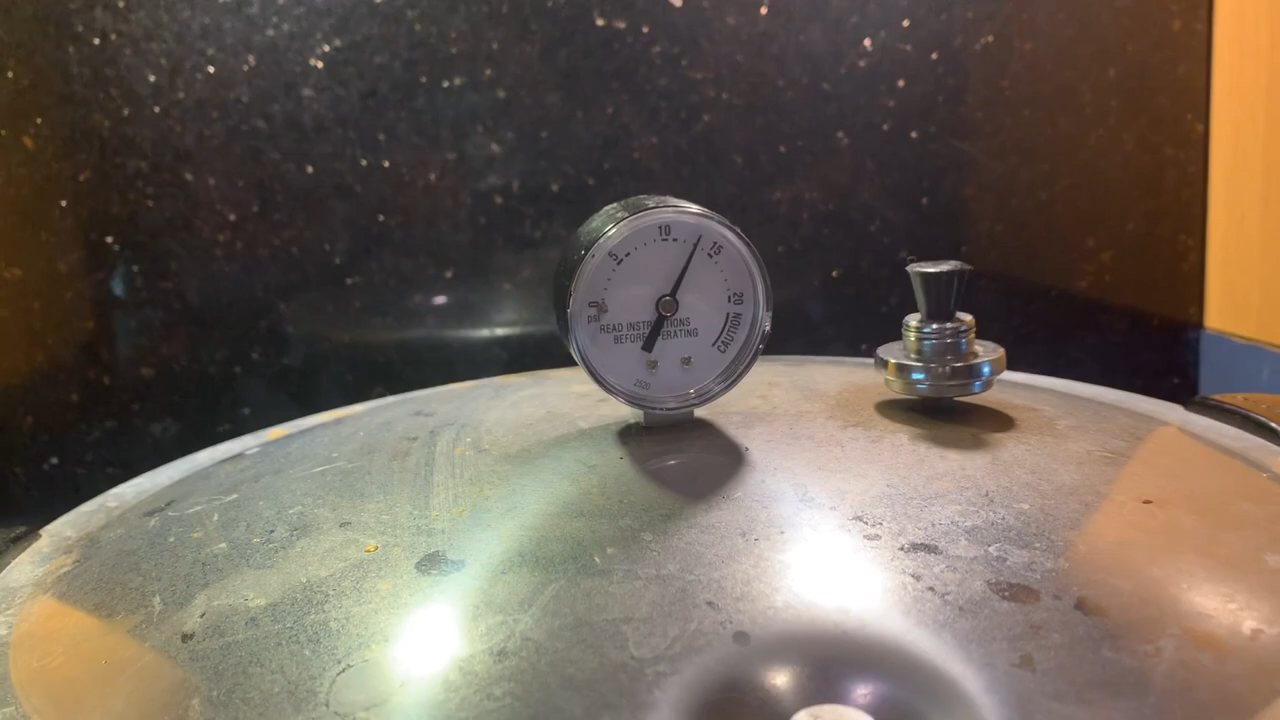 10
5
15
0
20
psi
READ INSTRUCTIONS
BEFORE OPERATING
CAUTION
2520